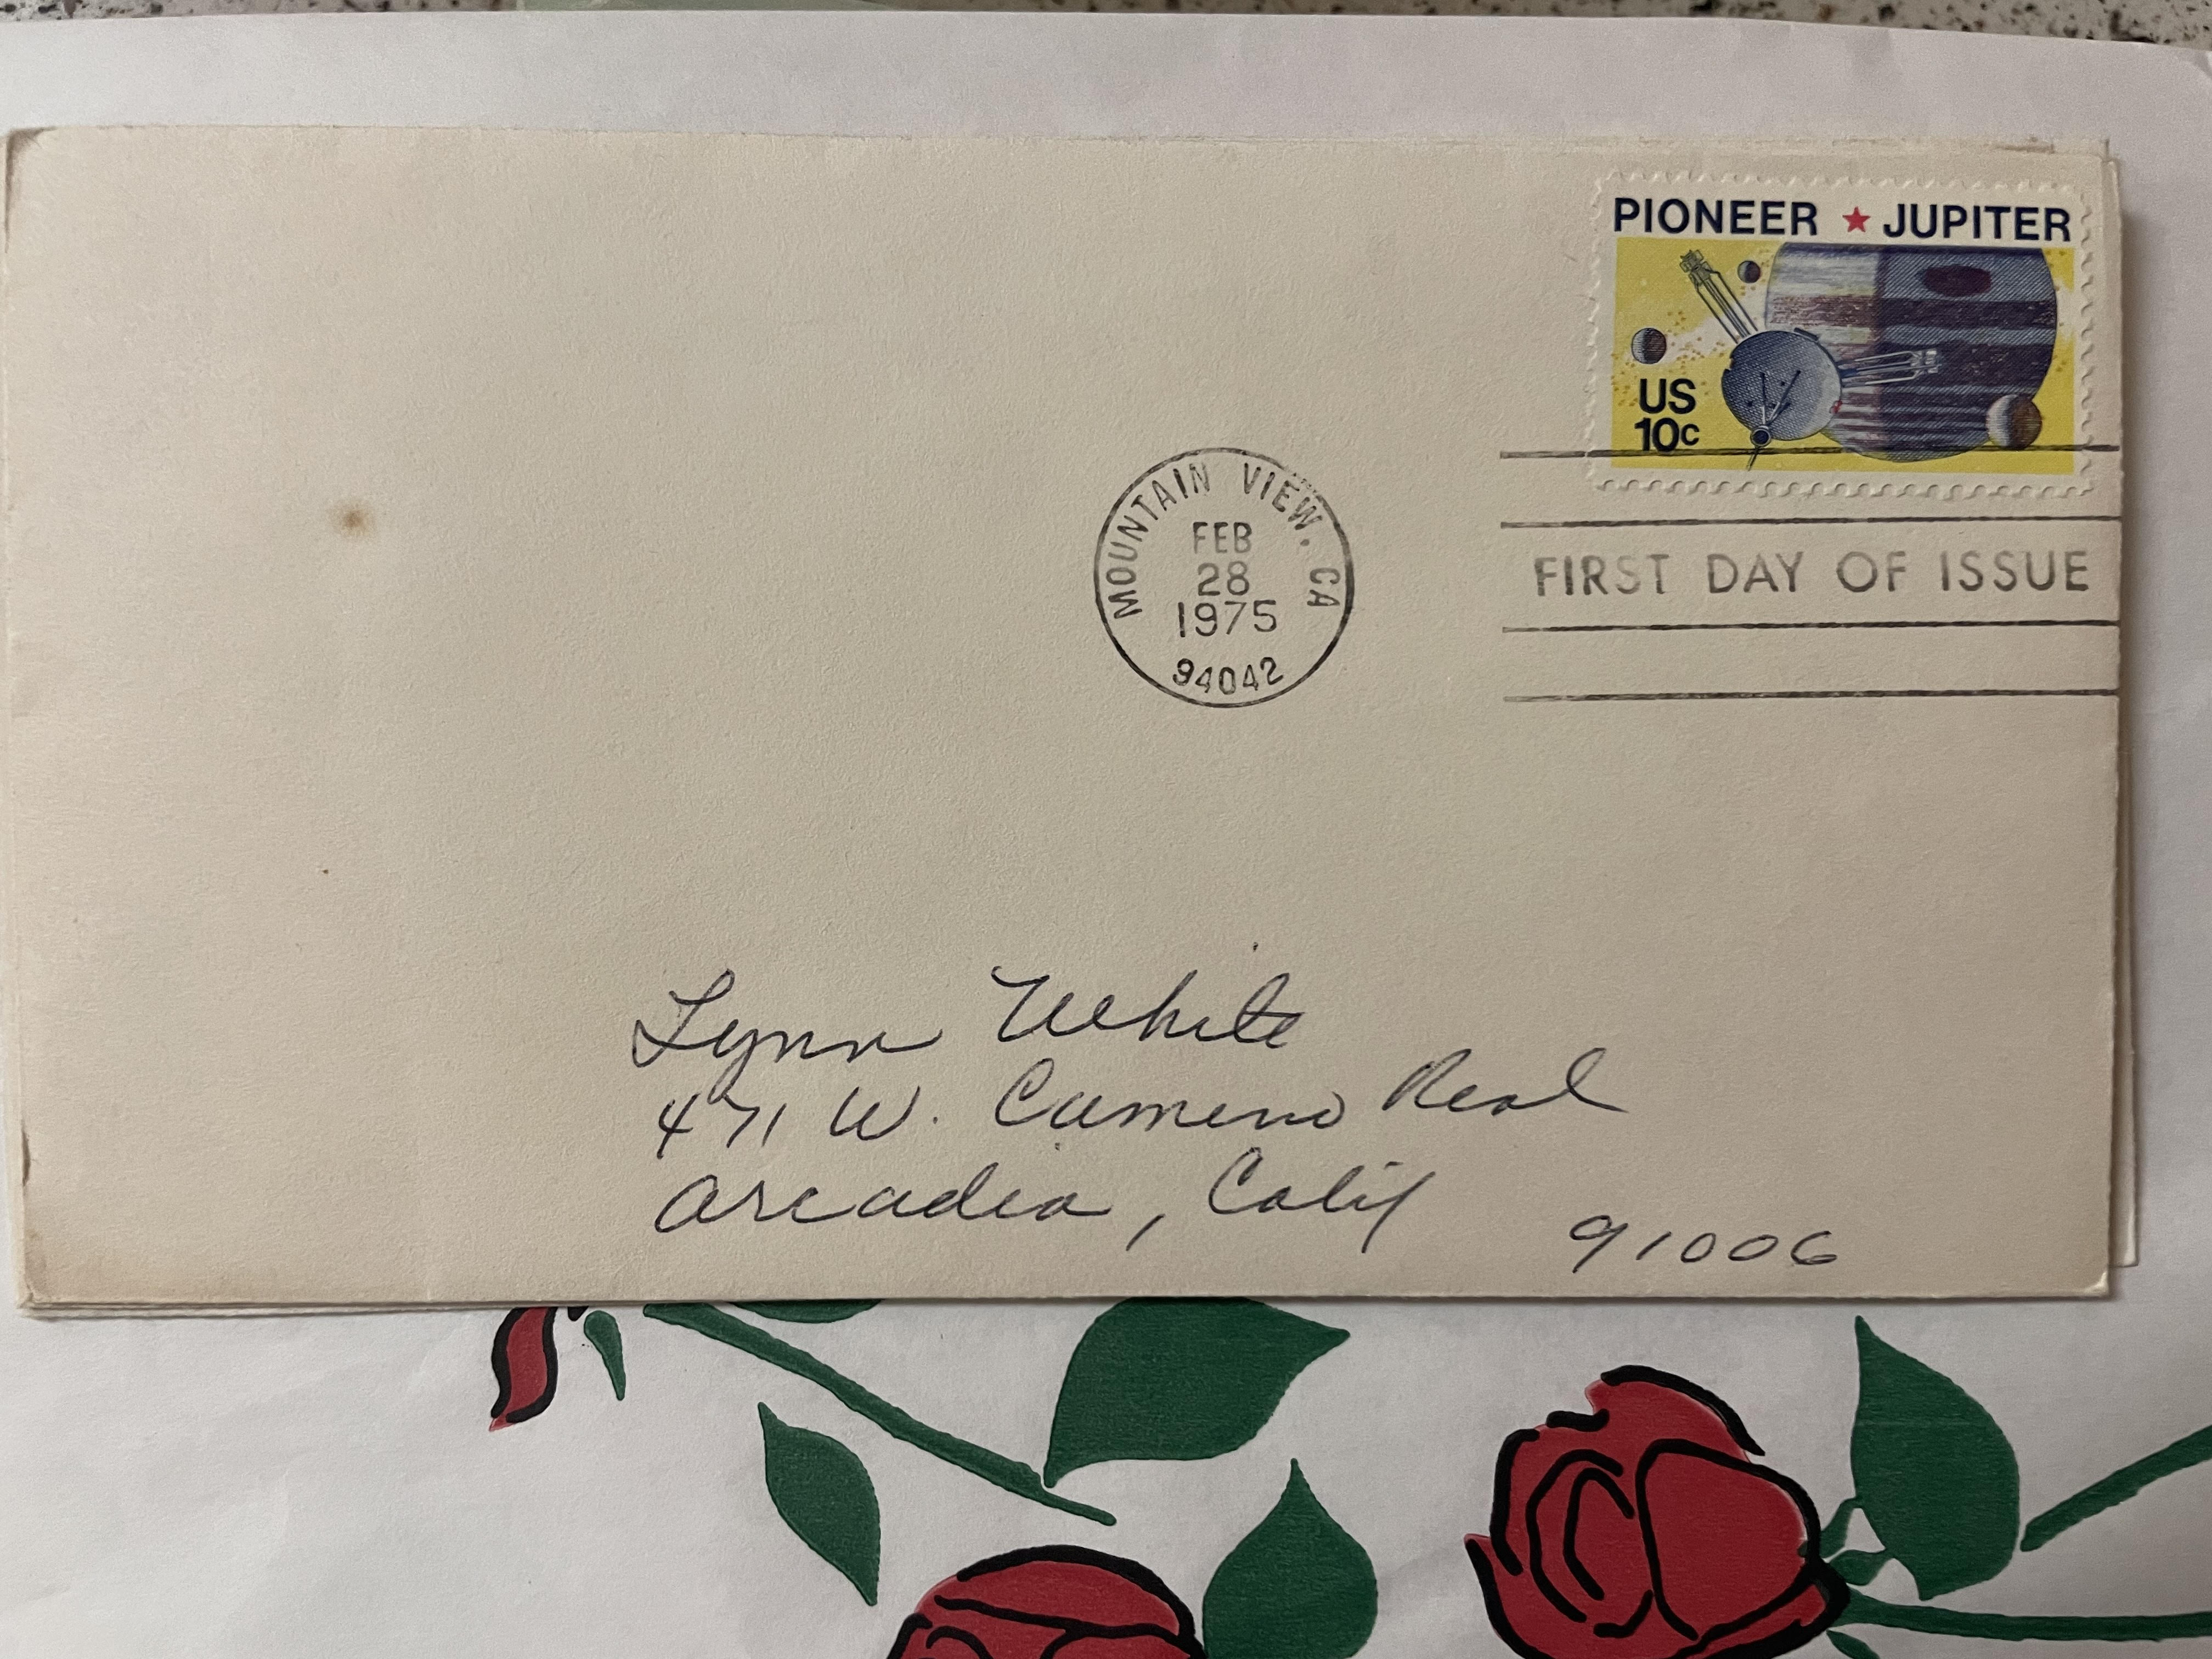 PIONEER ★ JUPITER
US
10c
MOUNTAIN VIEW, CA
FEB
28
1975
94042
FIRST DAY OF ISSUE
Lynn White
471 W. Cameno Real
Arcadia, Calif
91006